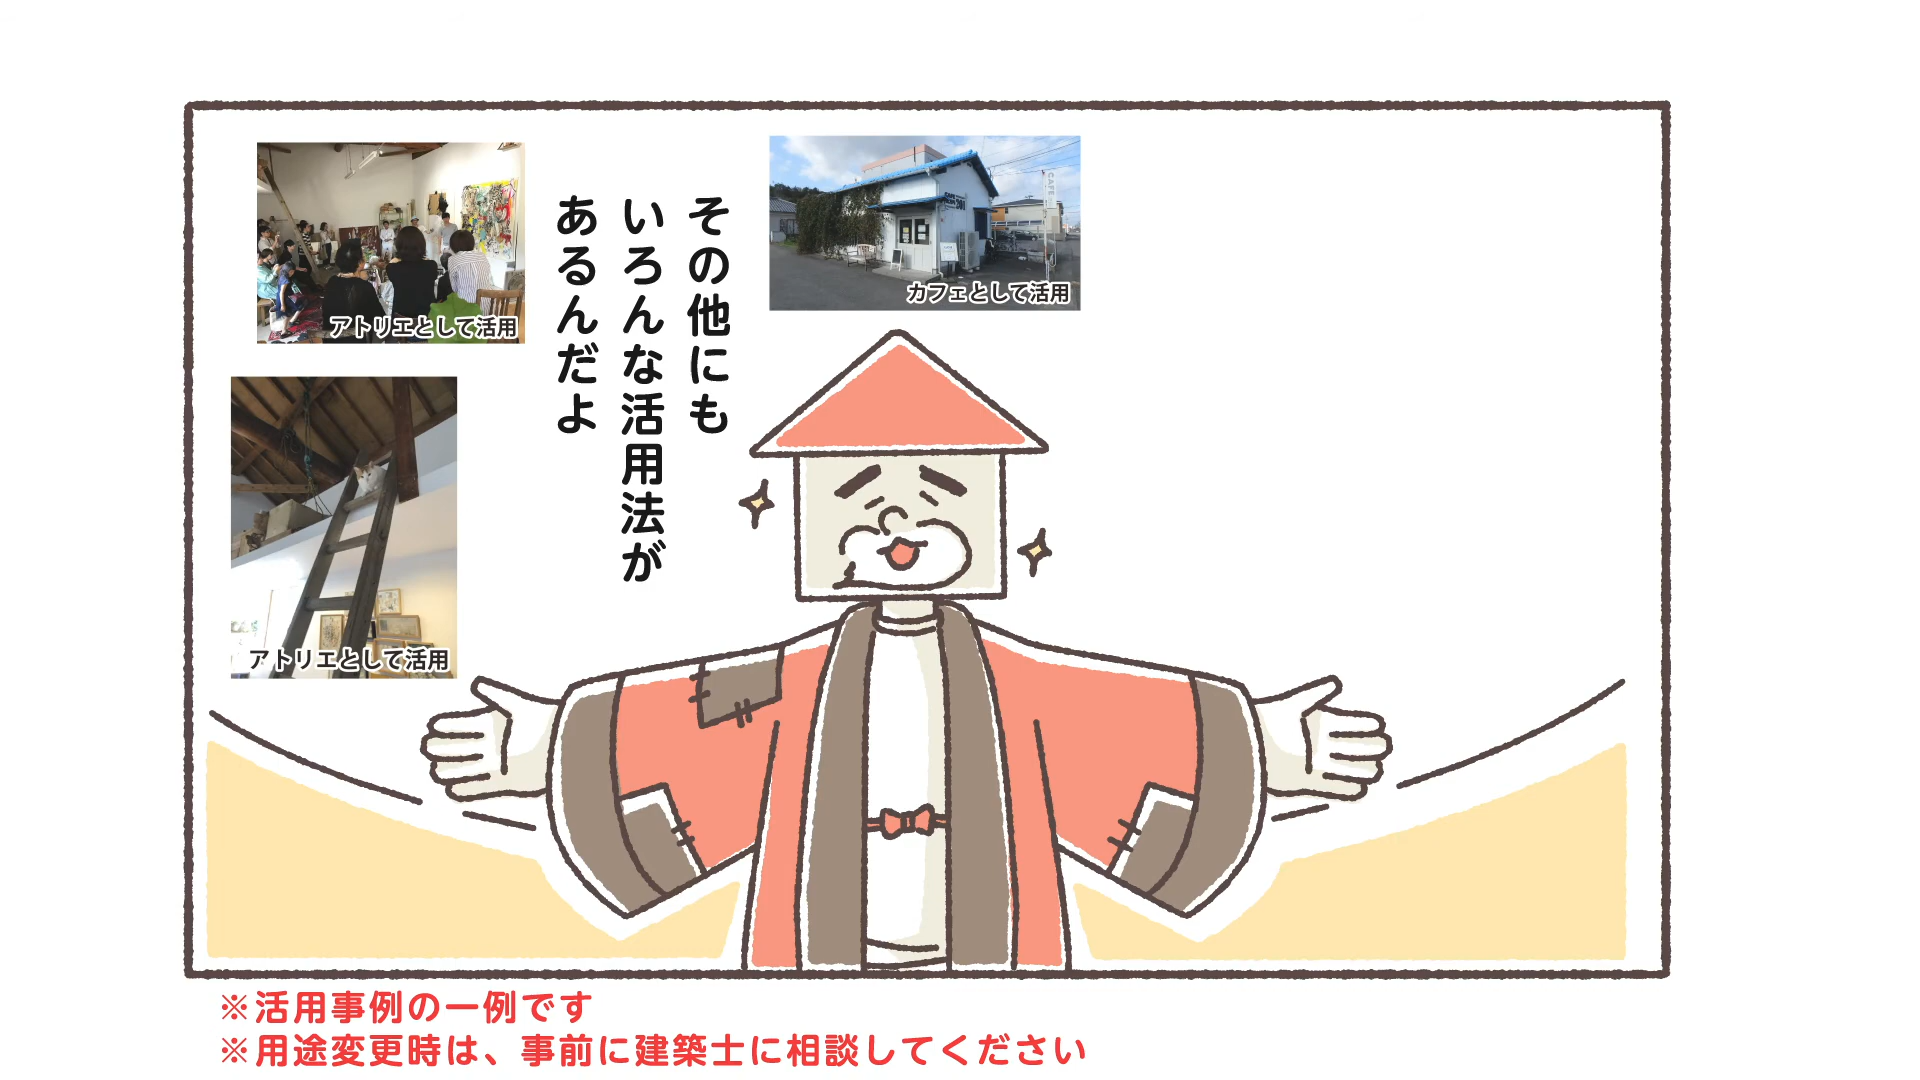 その他にも
いろんな活用法が
あるんだよ
アトリエとして活用
カフェとして活用
アトリエとして活用
CAFE
※活用事例の一例です
※用途変更時は、事前に建築士に相談してください